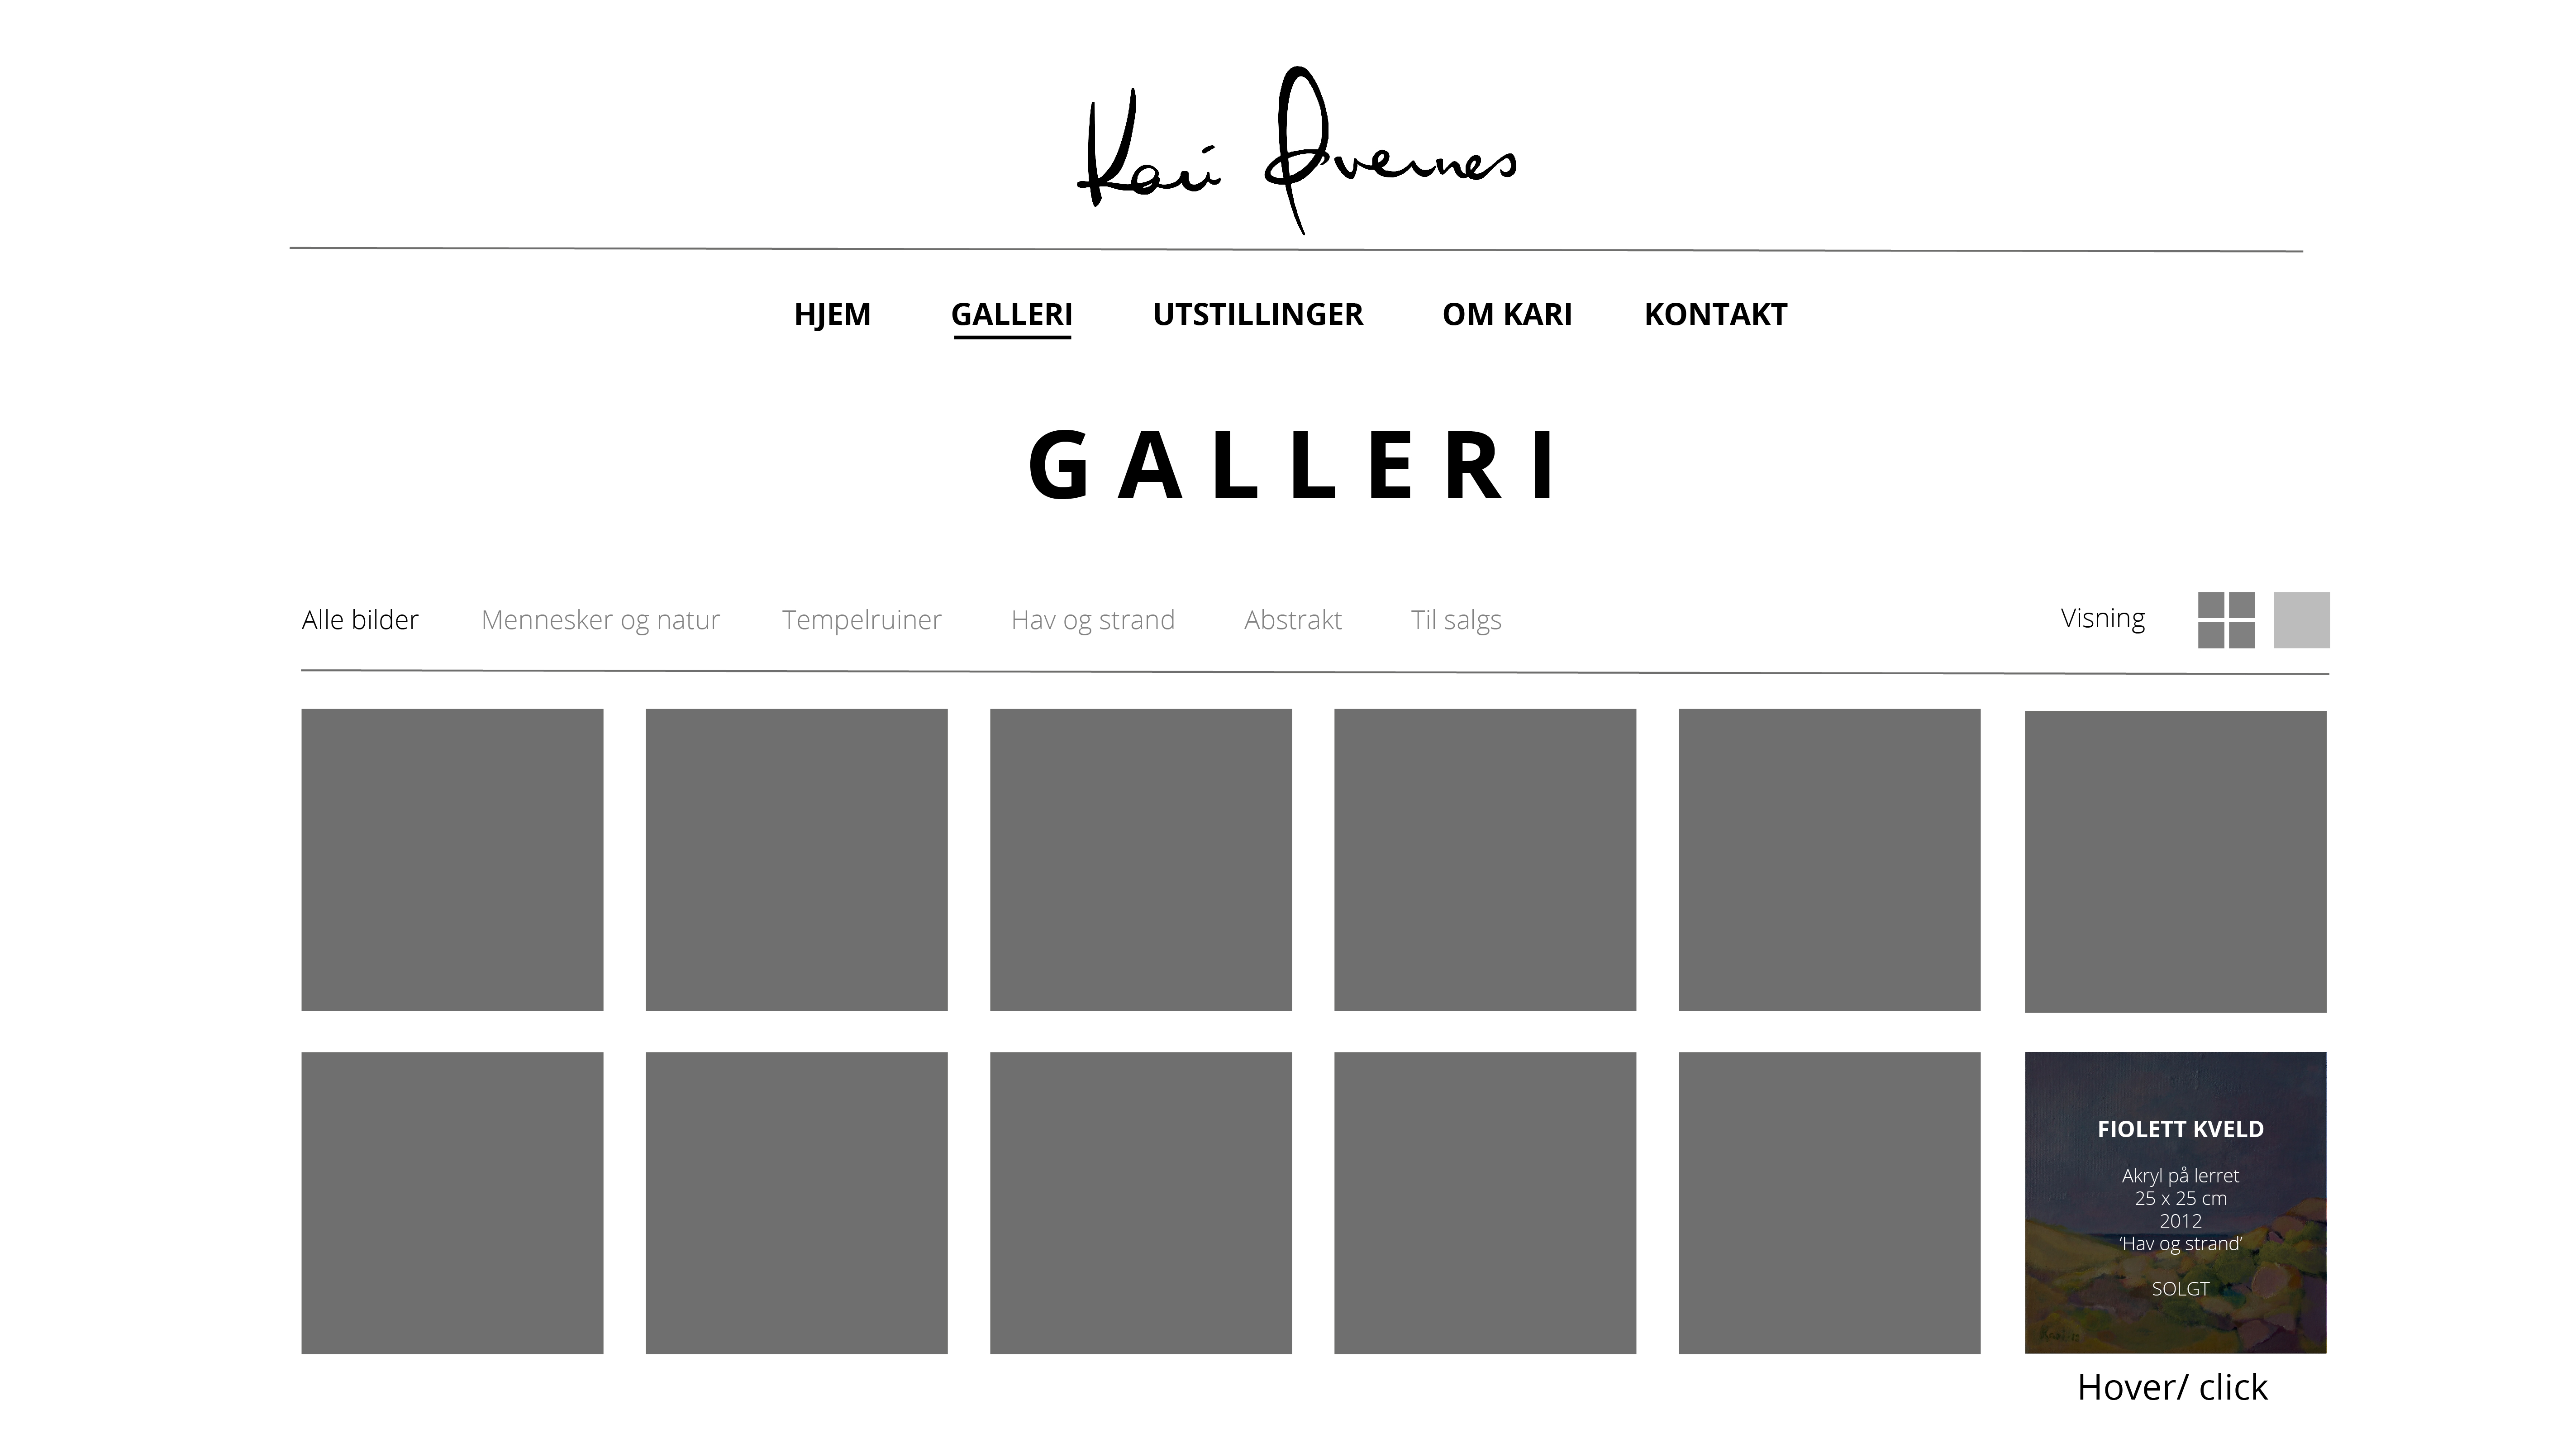 Kari Øvernes
HJEM GALLERI UTSTILLINGER OM KARI KONTAKT
GALLERI
Alle bilder Mennesker og natur Tempelruiner Hav og strand Abstrakt Til salgs Visning
FIOLETT KVELD
Akryl på lerret
25 x 25 cm
2012
‘Hav og strand’
SOLGT
Hover/ click